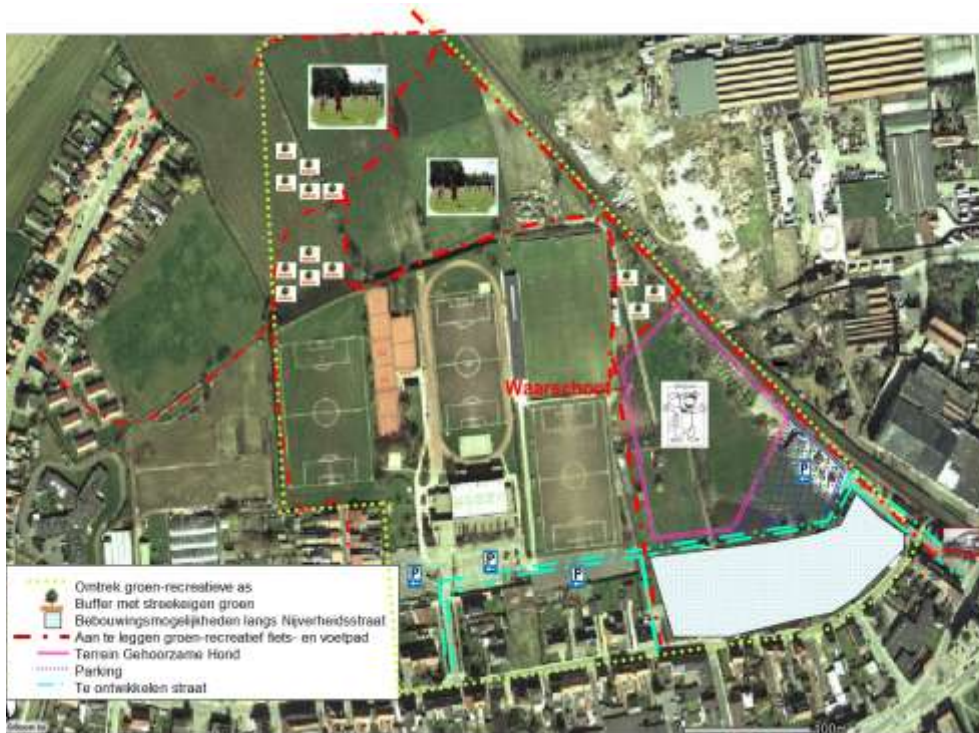 Waarschoot
P
P
P
P
Omtrek groen-recreatieve as
Buffer met streekeigen groen
Bebouwingsmogelijkheden langs Nijverheidsstraat
Aan te leggen groen-recreatief fiets- en voetpad
Terrein Gehoorzame Hond
Parking
Te ontwikkelen straat
100m